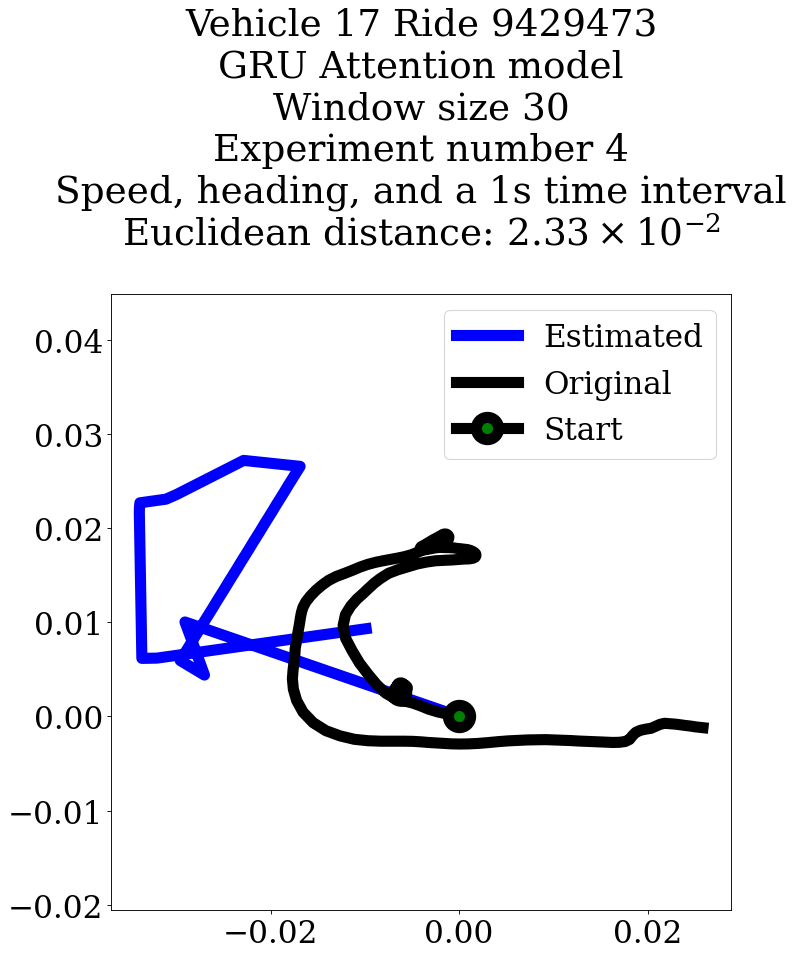 Vehicle 17 Ride 9429473
GRU Attention model
Window size 30
Experiment number 4
Speed, heading, and a 1s time interval
Euclidean distance: 2.33 × 10⁻²
Estimated
Original
Start
0.04
0.03
0.02
0.01
0.00
−0.01
−0.02
−0.02 0.00 0.02